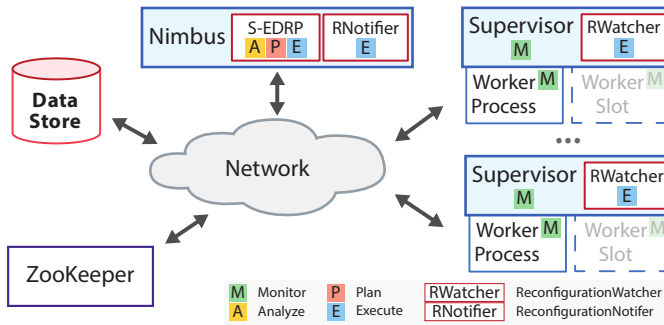 Nimbus
S-EDRP
A P E
RNotifier
E
Supervisor
M
RWatcher
E
Worker M
Process
Worker M
Slot
Data
Store
...
Network
Supervisor
M
RWatcher
E
Worker M
Process
Worker M
Slot
ZooKeeper
M Monitor P Plan RWatcher ReconfigurationWatcher
A Analyze E Execute RNotifier ReconfigurationNotifer